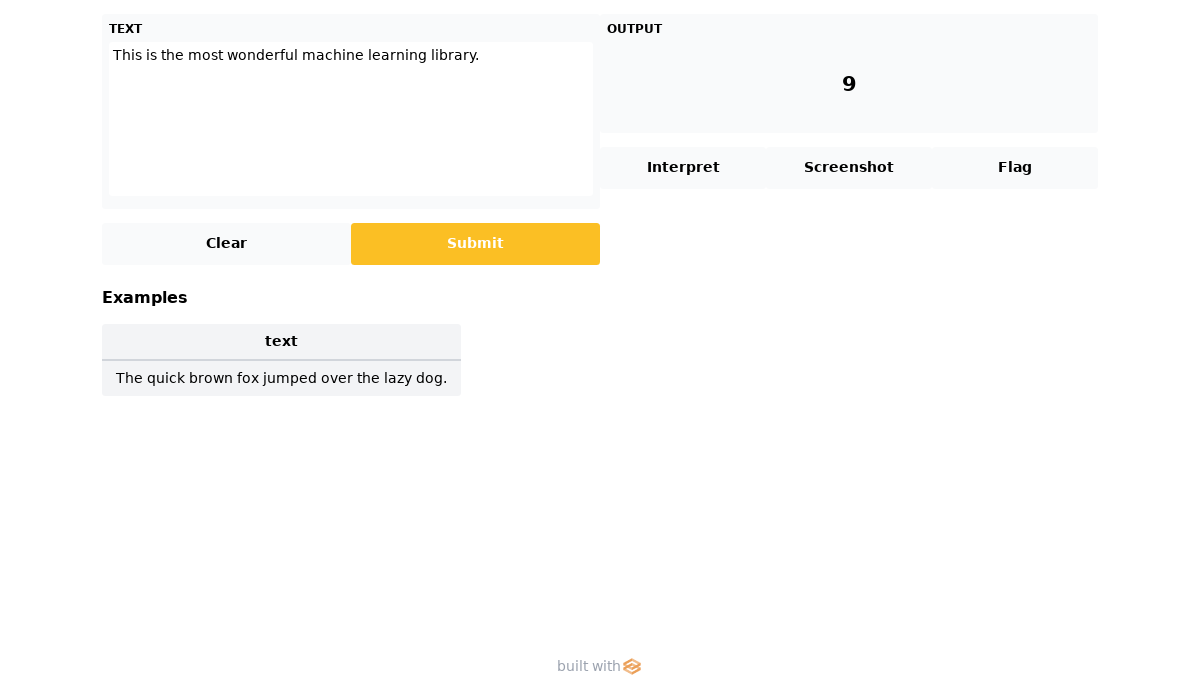 TEXT
This is the most wonderful machine learning library.
Clear
Submit
OUTPUT
9
Interpret
Screenshot
Flag
Examples
text
The quick brown fox jumped over the lazy dog.
built with